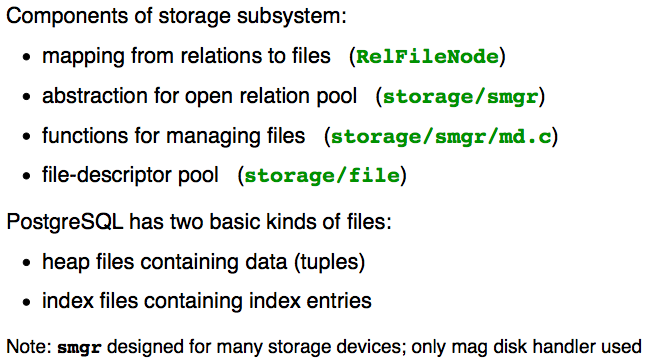 Components of storage subsystem:
• mapping from relations to files (RelFileNode)
• abstraction for open relation pool (storage/smgr)
• functions for managing files (storage/smgr/md.c)
• file-descriptor pool (storage/file)
PostgreSQL has two basic kinds of files:
• heap files containing data (tuples)
• index files containing index entries
Note: smgr designed for many storage devices; only mag disk handler used